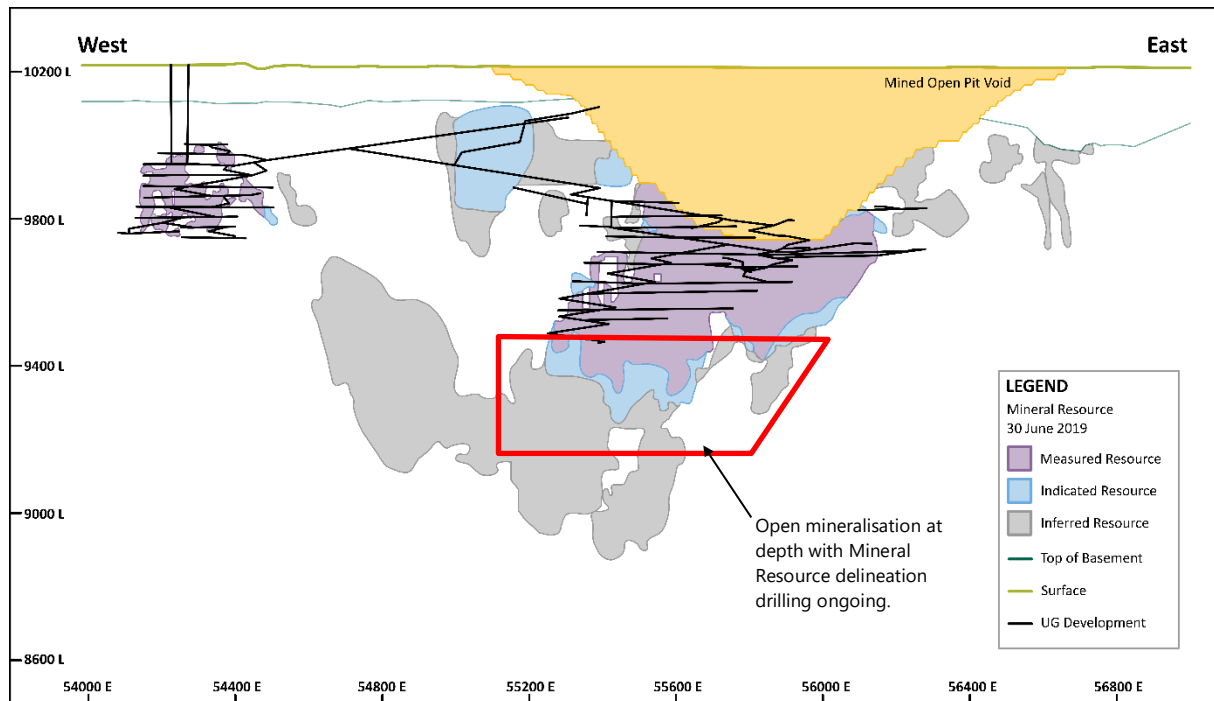 West
East
10200 L
Mined Open Pit Void
9800 L
9400 L
LEGEND
Mineral Resource
30 June 2019
Measured Resource
Indicated Resource
Inferred Resource
Top of Basement
Surface
UG Development
9000 L
Open mineralisation at
depth with Mineral
Resource delineation
drilling ongoing.
8600 L
54000 E
54400 E
54800 E
55200 E
55600 E
56000 E
56400 E
56800 E